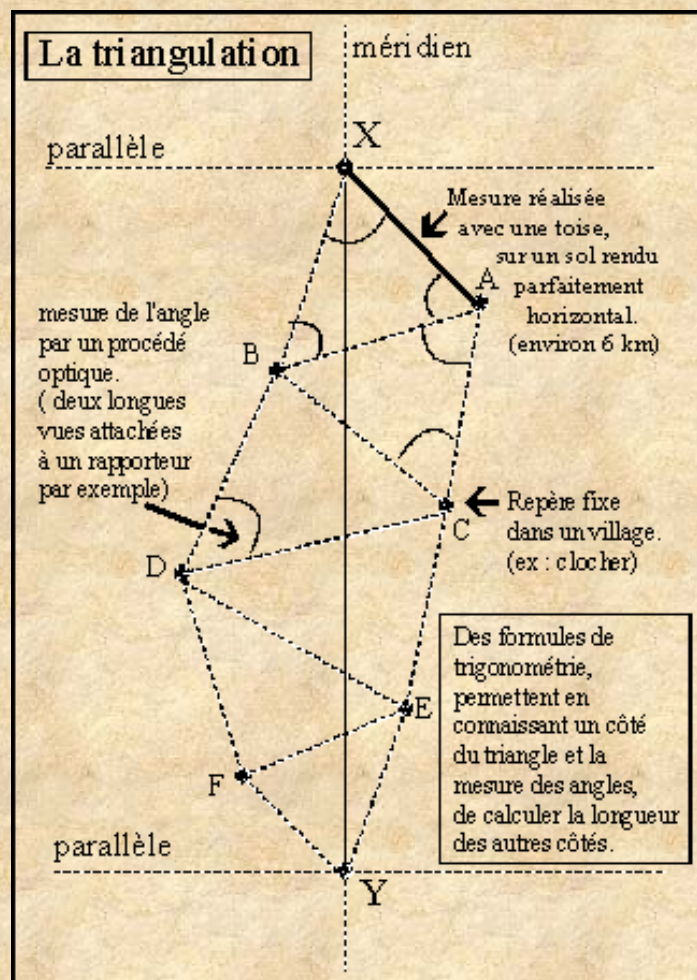 La triangulation
méridien
X
parallèle
Mesure réalisée
avec une toise,
sur un sol rendu
parfaitement
horizontal.
(environ 6 km)
A
mesure de l'angle
par un procédé
optique.
( deux longues
vues attachées
à un rapporteur
par exemple)
B
C
Repère fixe
dans un village.
(ex : clocher)
D
Des formules de
trigonométrie,
permettent en
connaissant un côté
du triangle et la
mesure des angles,
de calculer la longueur
des autres côtés.
E
F
parallèle
Y